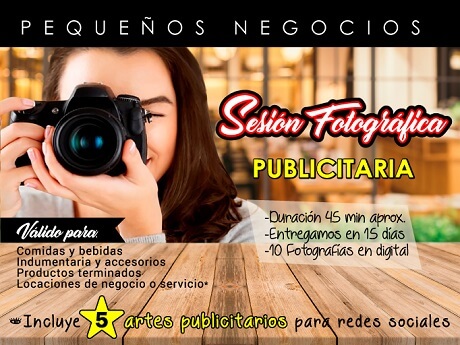 PEQUEÑOS NEGOCIOS
Sesión Fotográfica
PUBLICITARIA
-Duración 45 min aprox.
-Entregamos en 15 días
-10 Fotografías en digital
Válido para:
Comidas y bebidas
Indumentaria y accesorios
Productos terminados
Locaciones de negocio o servicio*
Incluye 5 artes publicitarios para redes sociales